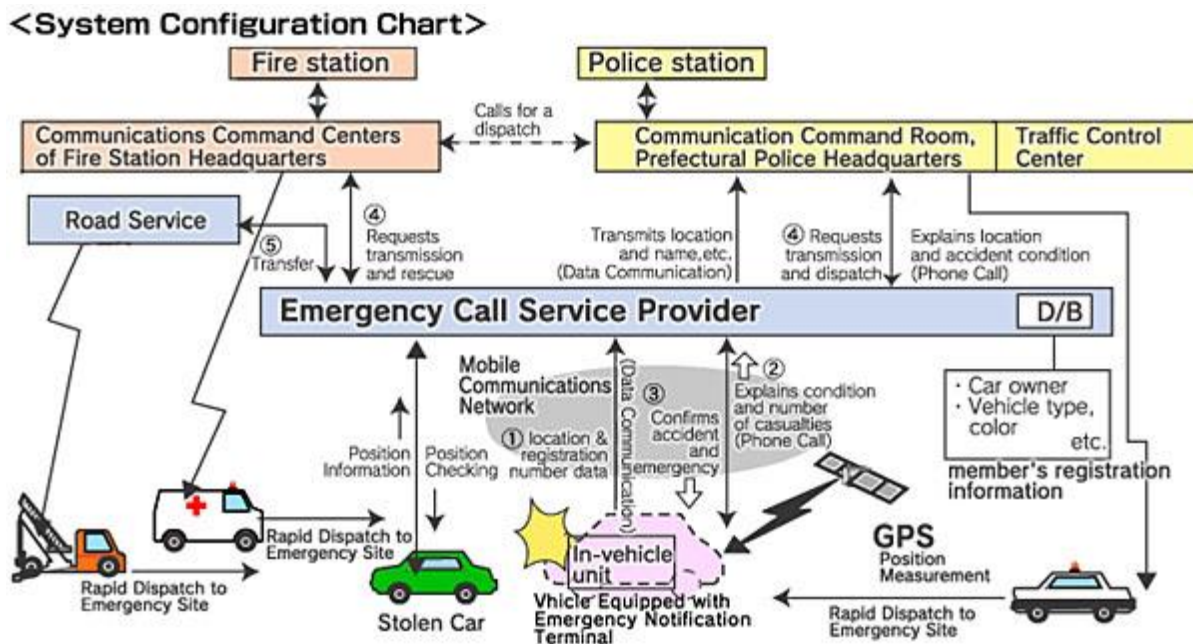 <System Configuration Chart>
Fire station
Police station
Communications Command Centers
of Fire Station Headquarters
Calls for a
dispatch
Communication Command Room,
Prefectural Police Headquarters
Traffic Control
Center
Road Service
⑤
Transfer
④
Requests
transmission
and rescue
Transmits location
and name,etc.
(Data Communication)
④ Requests
transmission
and dispatch
Explains location
and accident condition
(Phone Call)
Emergency Call Service Provider
D/B
Mobile
Communications
Network
① location &
registration
number data
(Data Communication)
③
Confirms
accident
and
emergency
②
Explains condition
and number
of casualties
(Phone Call)
· Car owner
· Vehicle type,
color
etc.
member's registration
information
Position
Information
Position
Checking
Rapid Dispatch to
Emergency Site
Rapid Dispatch to
Emergency Site
Stolen Car
In-vehicle
unit
Vhicle Equipped with
Emergency Notification
Terminal
GPS
Position
Measurement
Rapid Dispatch to
Emergency Site